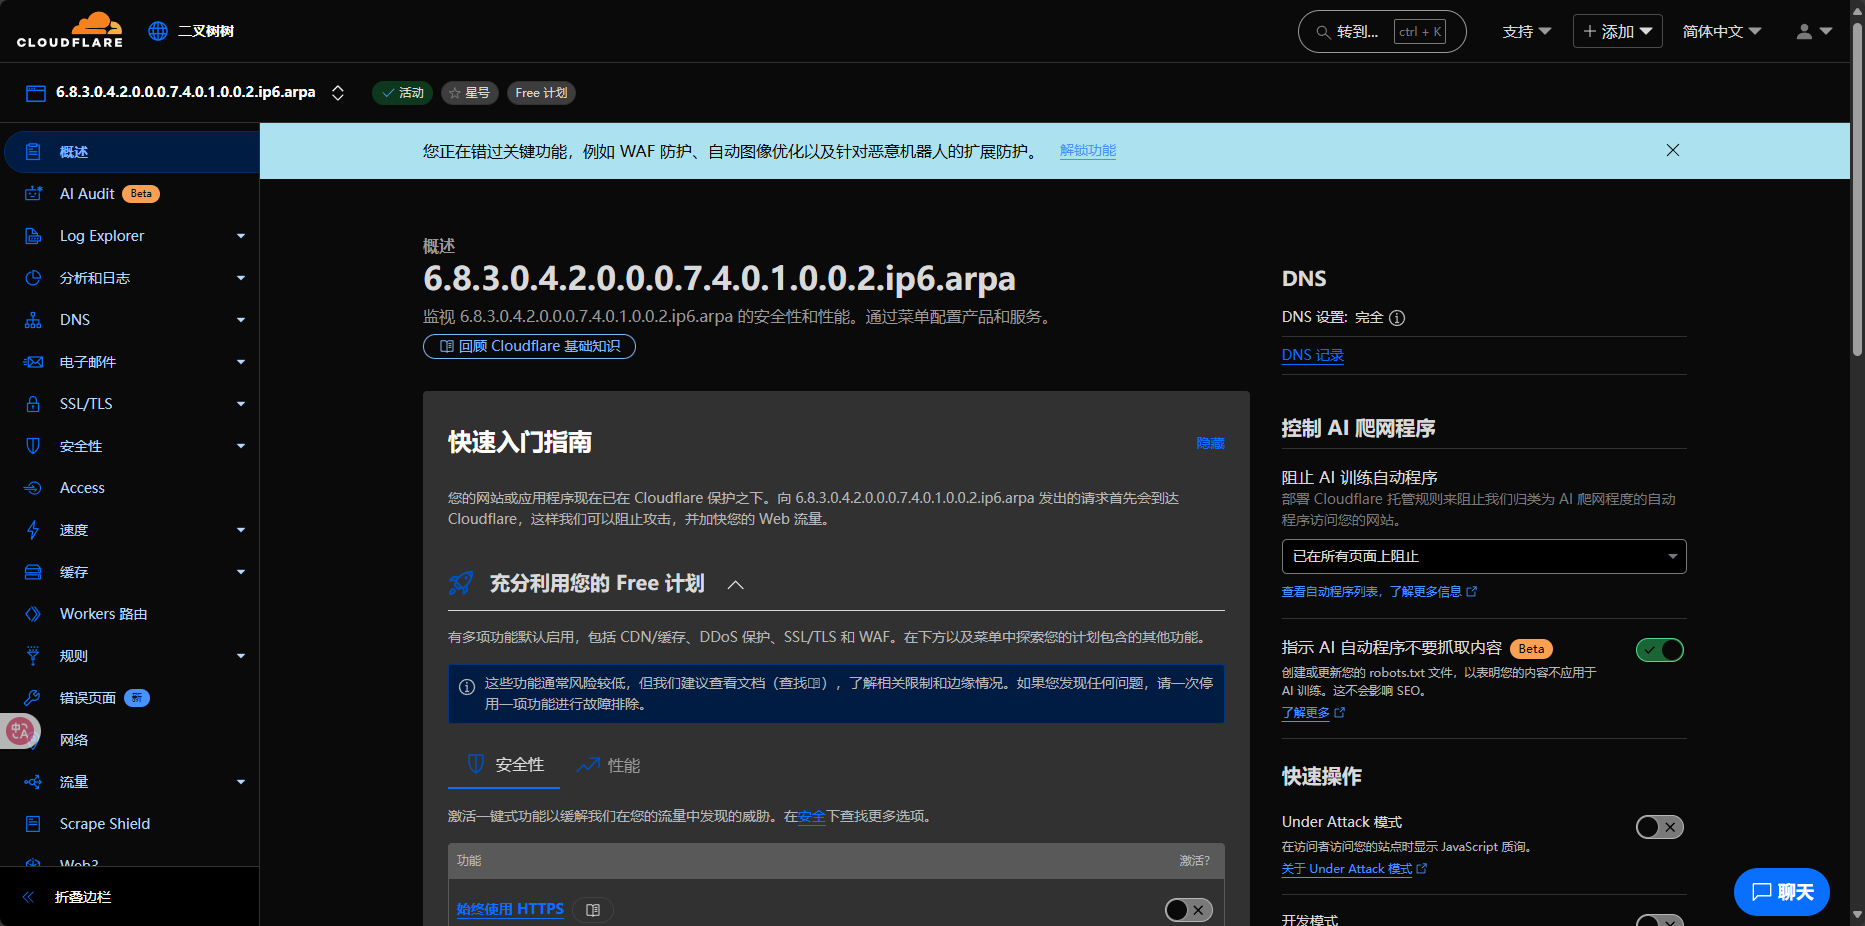 CLOUDFLARE
二叉树树
转到...
ctrl + K
支持
添加
简体中文
6.8.3.0.4.2.0.0.0.7.4.0.1.0.0.2.ip6.arpa
活动
星号
Free 计划
您正在错过关键功能，例如 WAF 防护、自动图像优化以及针对恶意机器人的扩展防护。 解锁功能
概述
AI Audit Beta
Log Explorer
分析和日志
DNS
电子邮件
SSL/TLS
安全性
Access
速度
缓存
Workers 路由
规则
错误页面 新
网络
流量
Scrape Shield
Web3
折叠边栏
概述
6.8.3.0.4.2.0.0.0.7.4.0.1.0.0.2.ip6.arpa
监视 6.8.3.0.4.2.0.0.0.7.4.0.1.0.0.2.ip6.arpa 的安全性和性能。通过菜单配置产品和服务。
回顾 Cloudflare 基础知识
快速入门指南
隐藏
您的网站或应用程序现在已在 Cloudflare 保护之下。向 6.8.3.0.4.2.0.0.0.7.4.0.1.0.0.2.ip6.arpa 发出的请求首先会到达
Cloudflare，这样我们可以阻止攻击，并加快您的 Web 流量。
充分利用您的 Free 计划
有多项功能默认启用，包括 CDN/缓存、DDoS 保护、SSL/TLS 和 WAF。在下方以及菜单中探索您的计划包含的其他功能。
这些功能通常风险较低，但我们建议查看文档（查找），了解相关限制和边缘情况。如果您发现任何问题，请一次停
用一项功能进行故障排除。
安全性
性能
激活一键式功能以缓解我们在您的流量中发现的威胁。在安全下查找更多选项。
功能
激活？
始终使用 HTTPS
DNS
DNS 设置: 完全
DNS 记录
控制 AI 爬网程序
阻止 AI 训练自动程序
部署 Cloudflare 托管规则来阻止我们归类为 AI 爬网程度的自动
程序访问您的网站。
已在所有页面上阻止
查看自动程序列表，了解更多信息
指示 AI 自动程序不要抓取内容 Beta
创建或更新您的 robots.txt 文件，以表明您的内容不应用于
AI 训练。这不会影响 SEO。
了解更多
快速操作
Under Attack 模式
在访问者访问您的站点时显示 JavaScript 质询。
关于 Under Attack 模式
开发模式
聊天